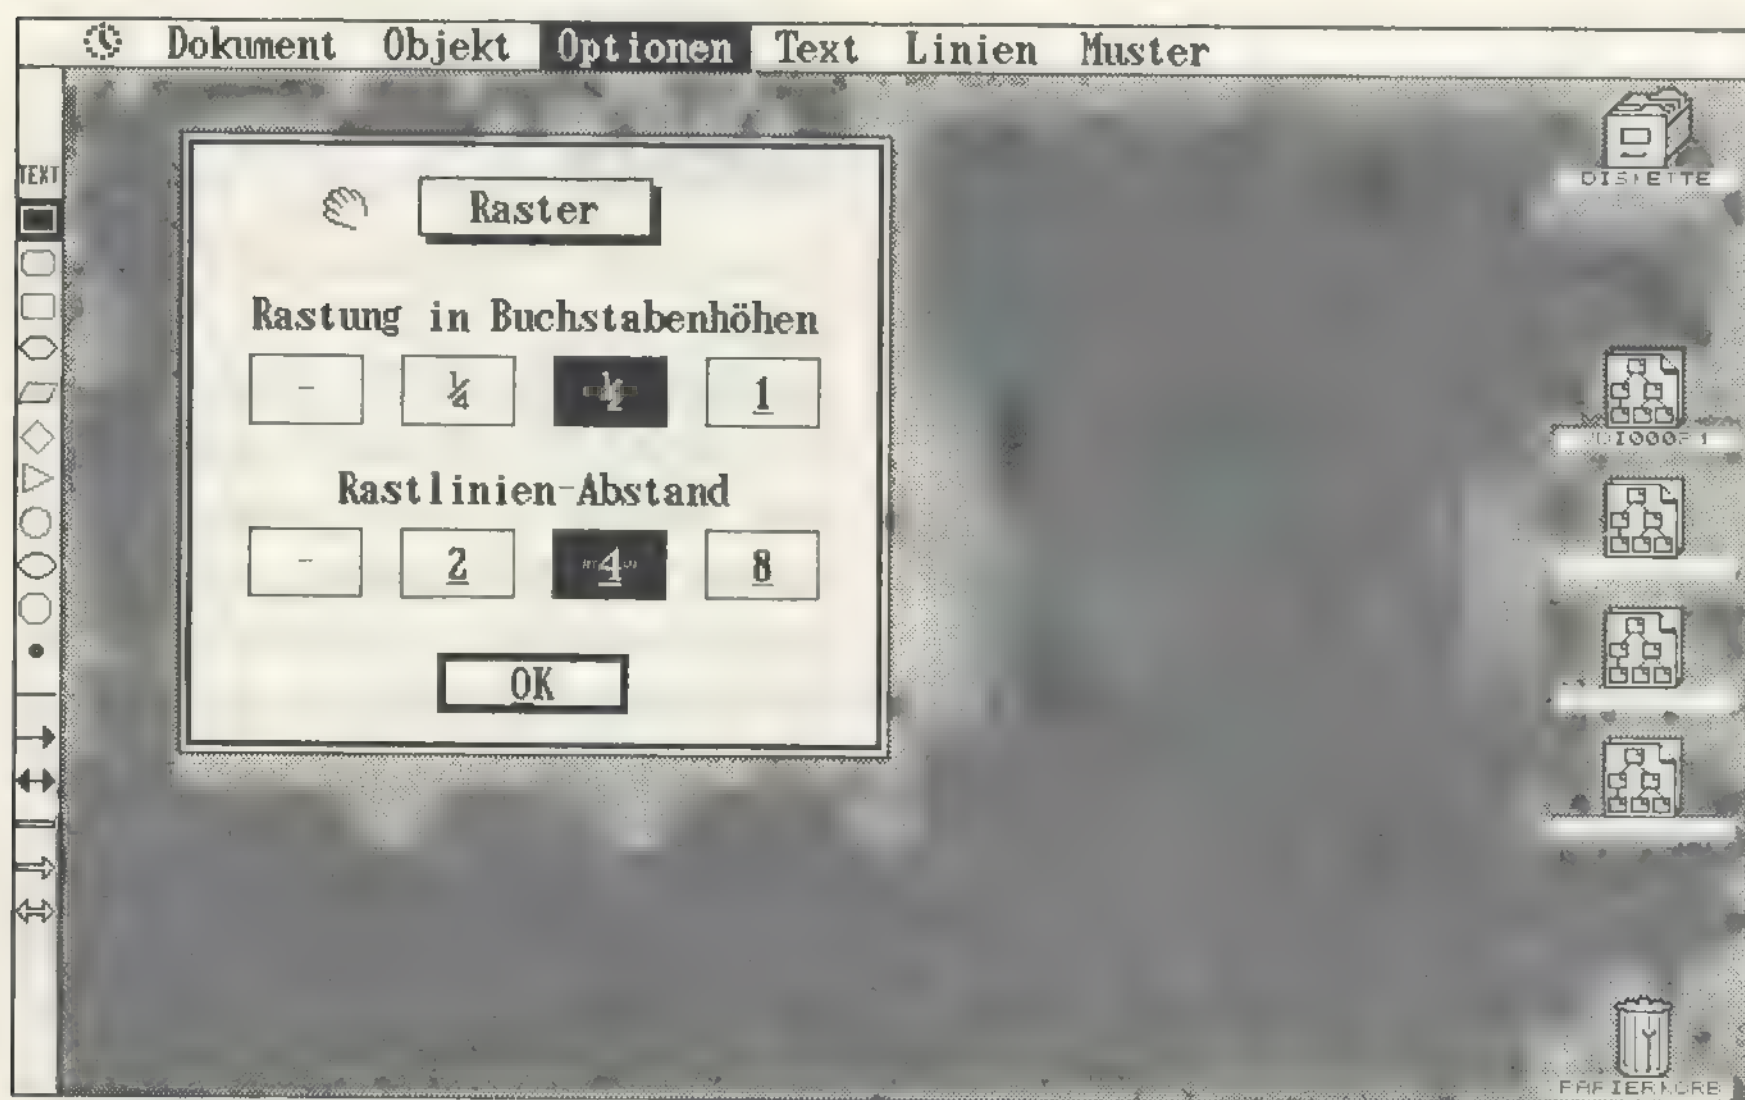 Dokument Objekt Optionen Text Linien Muster
TEXT
DISKETTE
Raster
Rastung in Buchstabenhöhen
- ¼ ½ 1
Rastlinien-Abstand
- 2 4 8
OK
PAPIERKORB